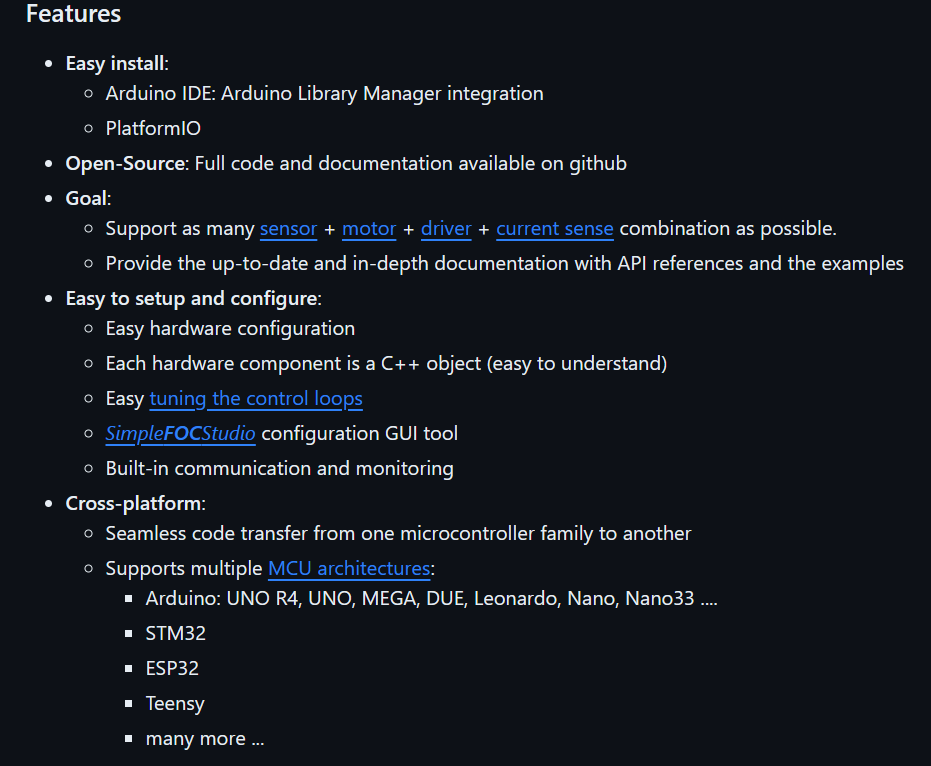 Features
Easy install:
Arduino IDE: Arduino Library Manager integration
PlatformIO
Open-Source: Full code and documentation available on github
Goal:
Support as many sensor + motor + driver + current sense combination as possible.
Provide the up-to-date and in-depth documentation with API references and the examples
Easy to setup and configure:
Easy hardware configuration
Each hardware component is a C++ object (easy to understand)
Easy tuning the control loops
SimpleFOCStudio configuration GUI tool
Built-in communication and monitoring
Cross-platform:
Seamless code transfer from one microcontroller family to another
Supports multiple MCU architectures:
Arduino: UNO R4, UNO, MEGA, DUE, Leonardo, Nano, Nano33 ....
STM32
ESP32
Teensy
many more ...